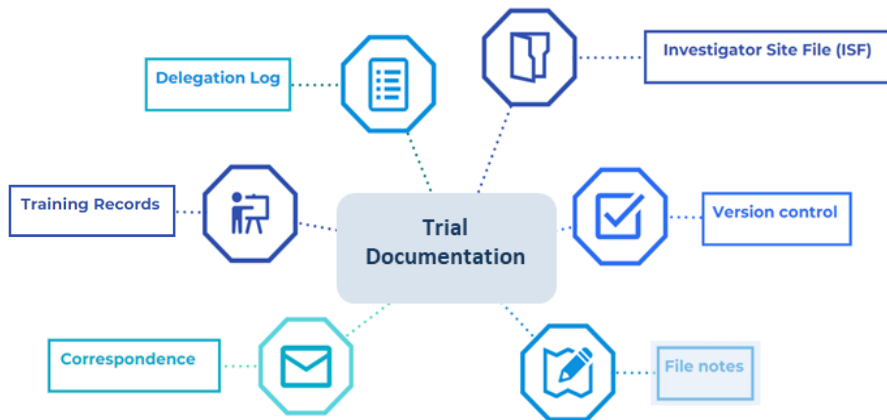 Investigator Site File (ISF)
Delegation Log
Training Records
Version control
Trial
Documentation
Correspondence
File notes